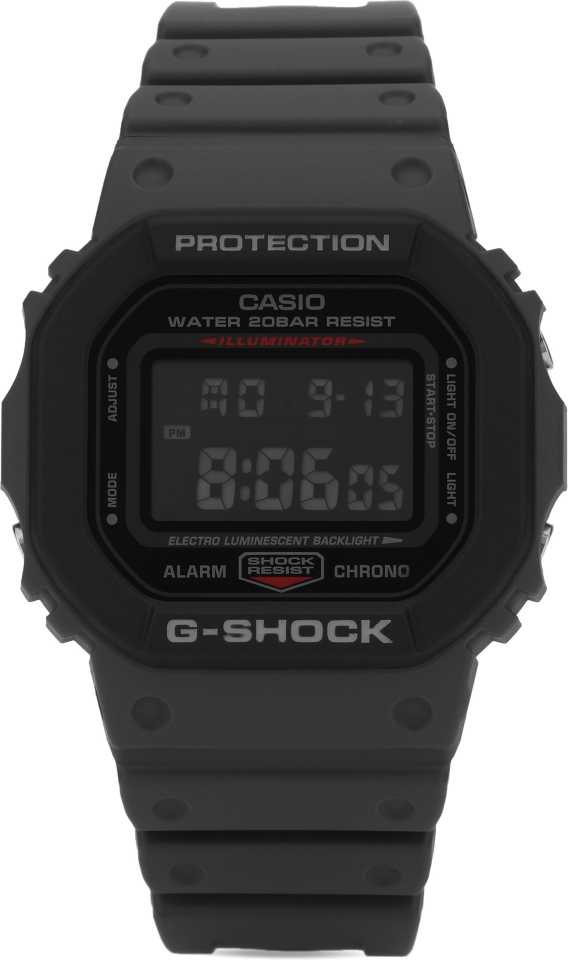 PROTECTION
CASIO
WATER 20BAR RESIST
ILLUMINATOR
ADJUST
MODE
MO 9-13
PM 8:06 05
START·STOP
LIGHT ON/OFF
LIGHT
ELECTRO LUMINESCENT BACKLIGHT
ALARM SHOCK RESIST CHRONO
G-SHOCK